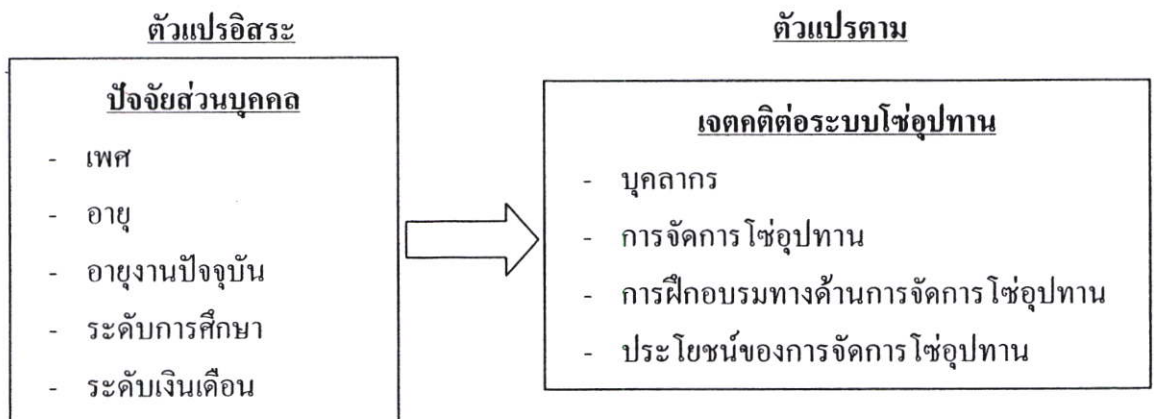 ตัวแปรอิสระ
ปัจจัยส่วนบุคคล
- เพศ
- อายุ
- อายุงานปัจจุบัน
- ระดับการศึกษา
- ระดับเงินเดือน
ตัวแปรตาม
เจตคติต่อระบบโซ่อุปทาน
- บุคลากร
- การจัดการโซ่อุปทาน
- การฝึกอบรมทางด้านการจัดการโซ่อุปทาน
- ประโยชน์ของการจัดการโซ่อุปทาน